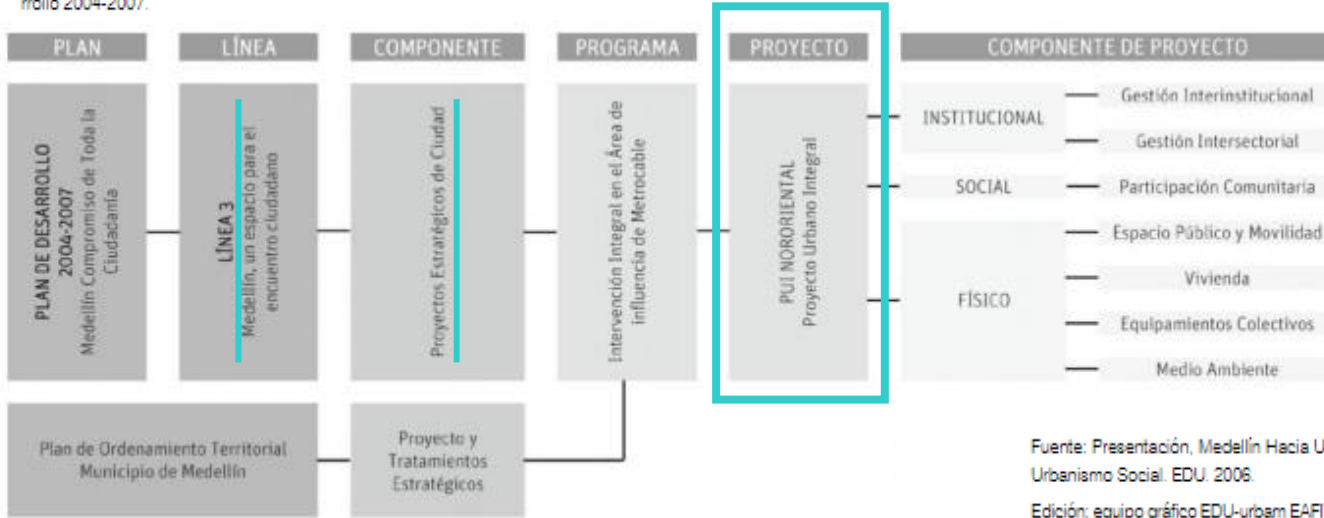 rrollo 2004-2007.
PLAN
LÍNEA
COMPONENTE
PROGRAMA
PROYECTO
COMPONENTE DE PROYECTO
PLAN DE DESARROLLO
2004-2007
Medellín Compromiso de Toda la
Ciudadanía
LÍNEA 3
Medellín, un espacio para el
encuentro ciudadano
Proyectos Estratégicos de Ciudad
Intervención Integral en el Área de
influencia de Metrocable
PUI NORORIENTAL
Proyecto Urbano Integral
INSTITUCIONAL
Gestión Interinstitucional
Gestión Intersectorial
SOCIAL
Participación Comunitaria
FÍSICO
Espacio Público y Movilidad
Vivienda
Equipamientos Colectivos
Medio Ambiente
Plan de Ordenamiento Territorial
Municipio de Medellín
Proyecto y
Tratamientos
Estratégicos
Fuente: Presentación, Medellín Hacia U
Urbanismo Social. EDU. 2006.
Edición: equipo gráfico EDU-urbam EAFI